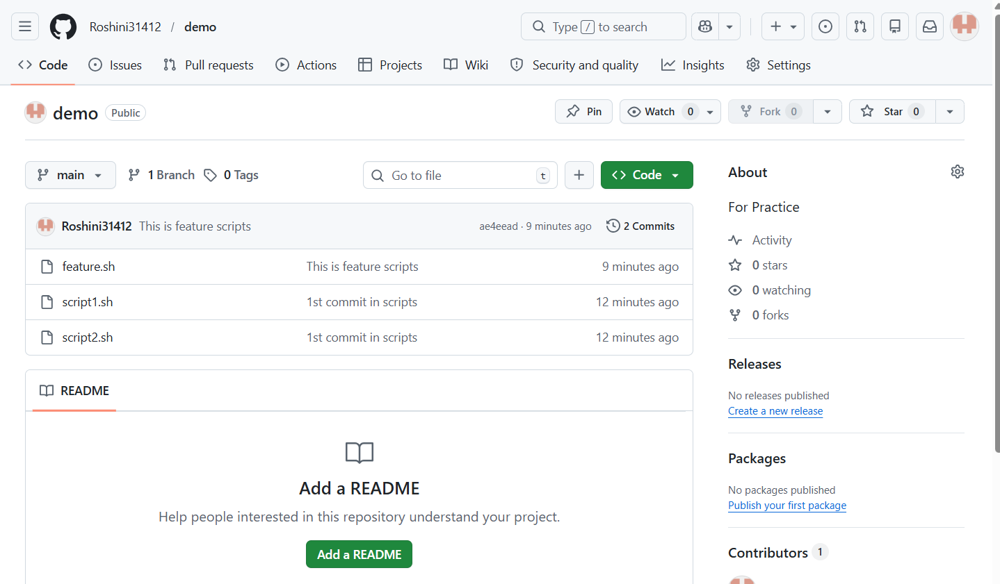 Roshini31412 / demo
Type / to search
Code Issues Pull requests Actions Projects Wiki Security and quality Insights Settings
demo Public
Pin Watch 0 Fork 0 Star 0
main 1 Branch 0 Tags
Go to file t
Code
Roshini31412 This is feature scripts ae4eead · 9 minutes ago 2 Commits
feature.sh This is feature scripts 9 minutes ago
script1.sh 1st commit in scripts 12 minutes ago
script2.sh 1st commit in scripts 12 minutes ago
README
Add a README
Help people interested in this repository understand your project.
Add a README
About
For Practice
Activity
0 stars
0 watching
0 forks
Releases
No releases published
Create a new release
Packages
No packages published
Publish your first package
Contributors 1